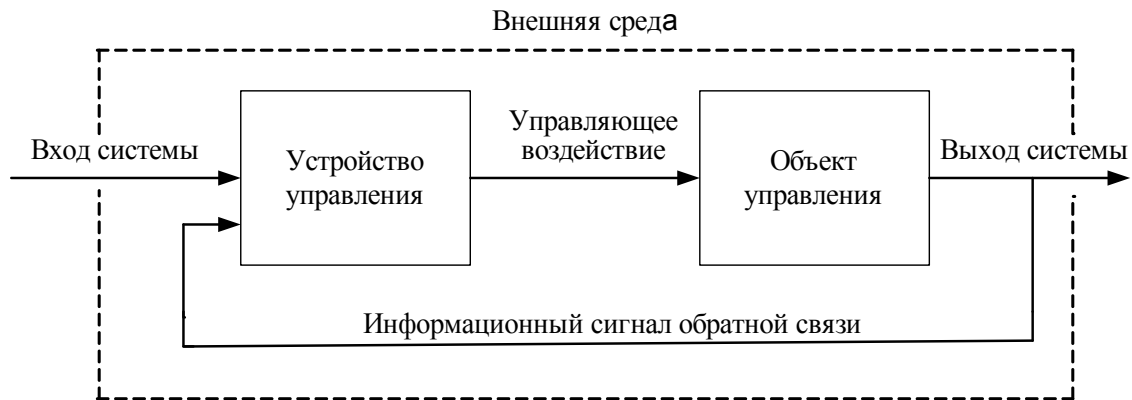 Внешняя среда
Вход системы
Устройство
управления
Управляющее
воздействие
Объект
управления
Выход системы
Информационный сигнал обратной связи